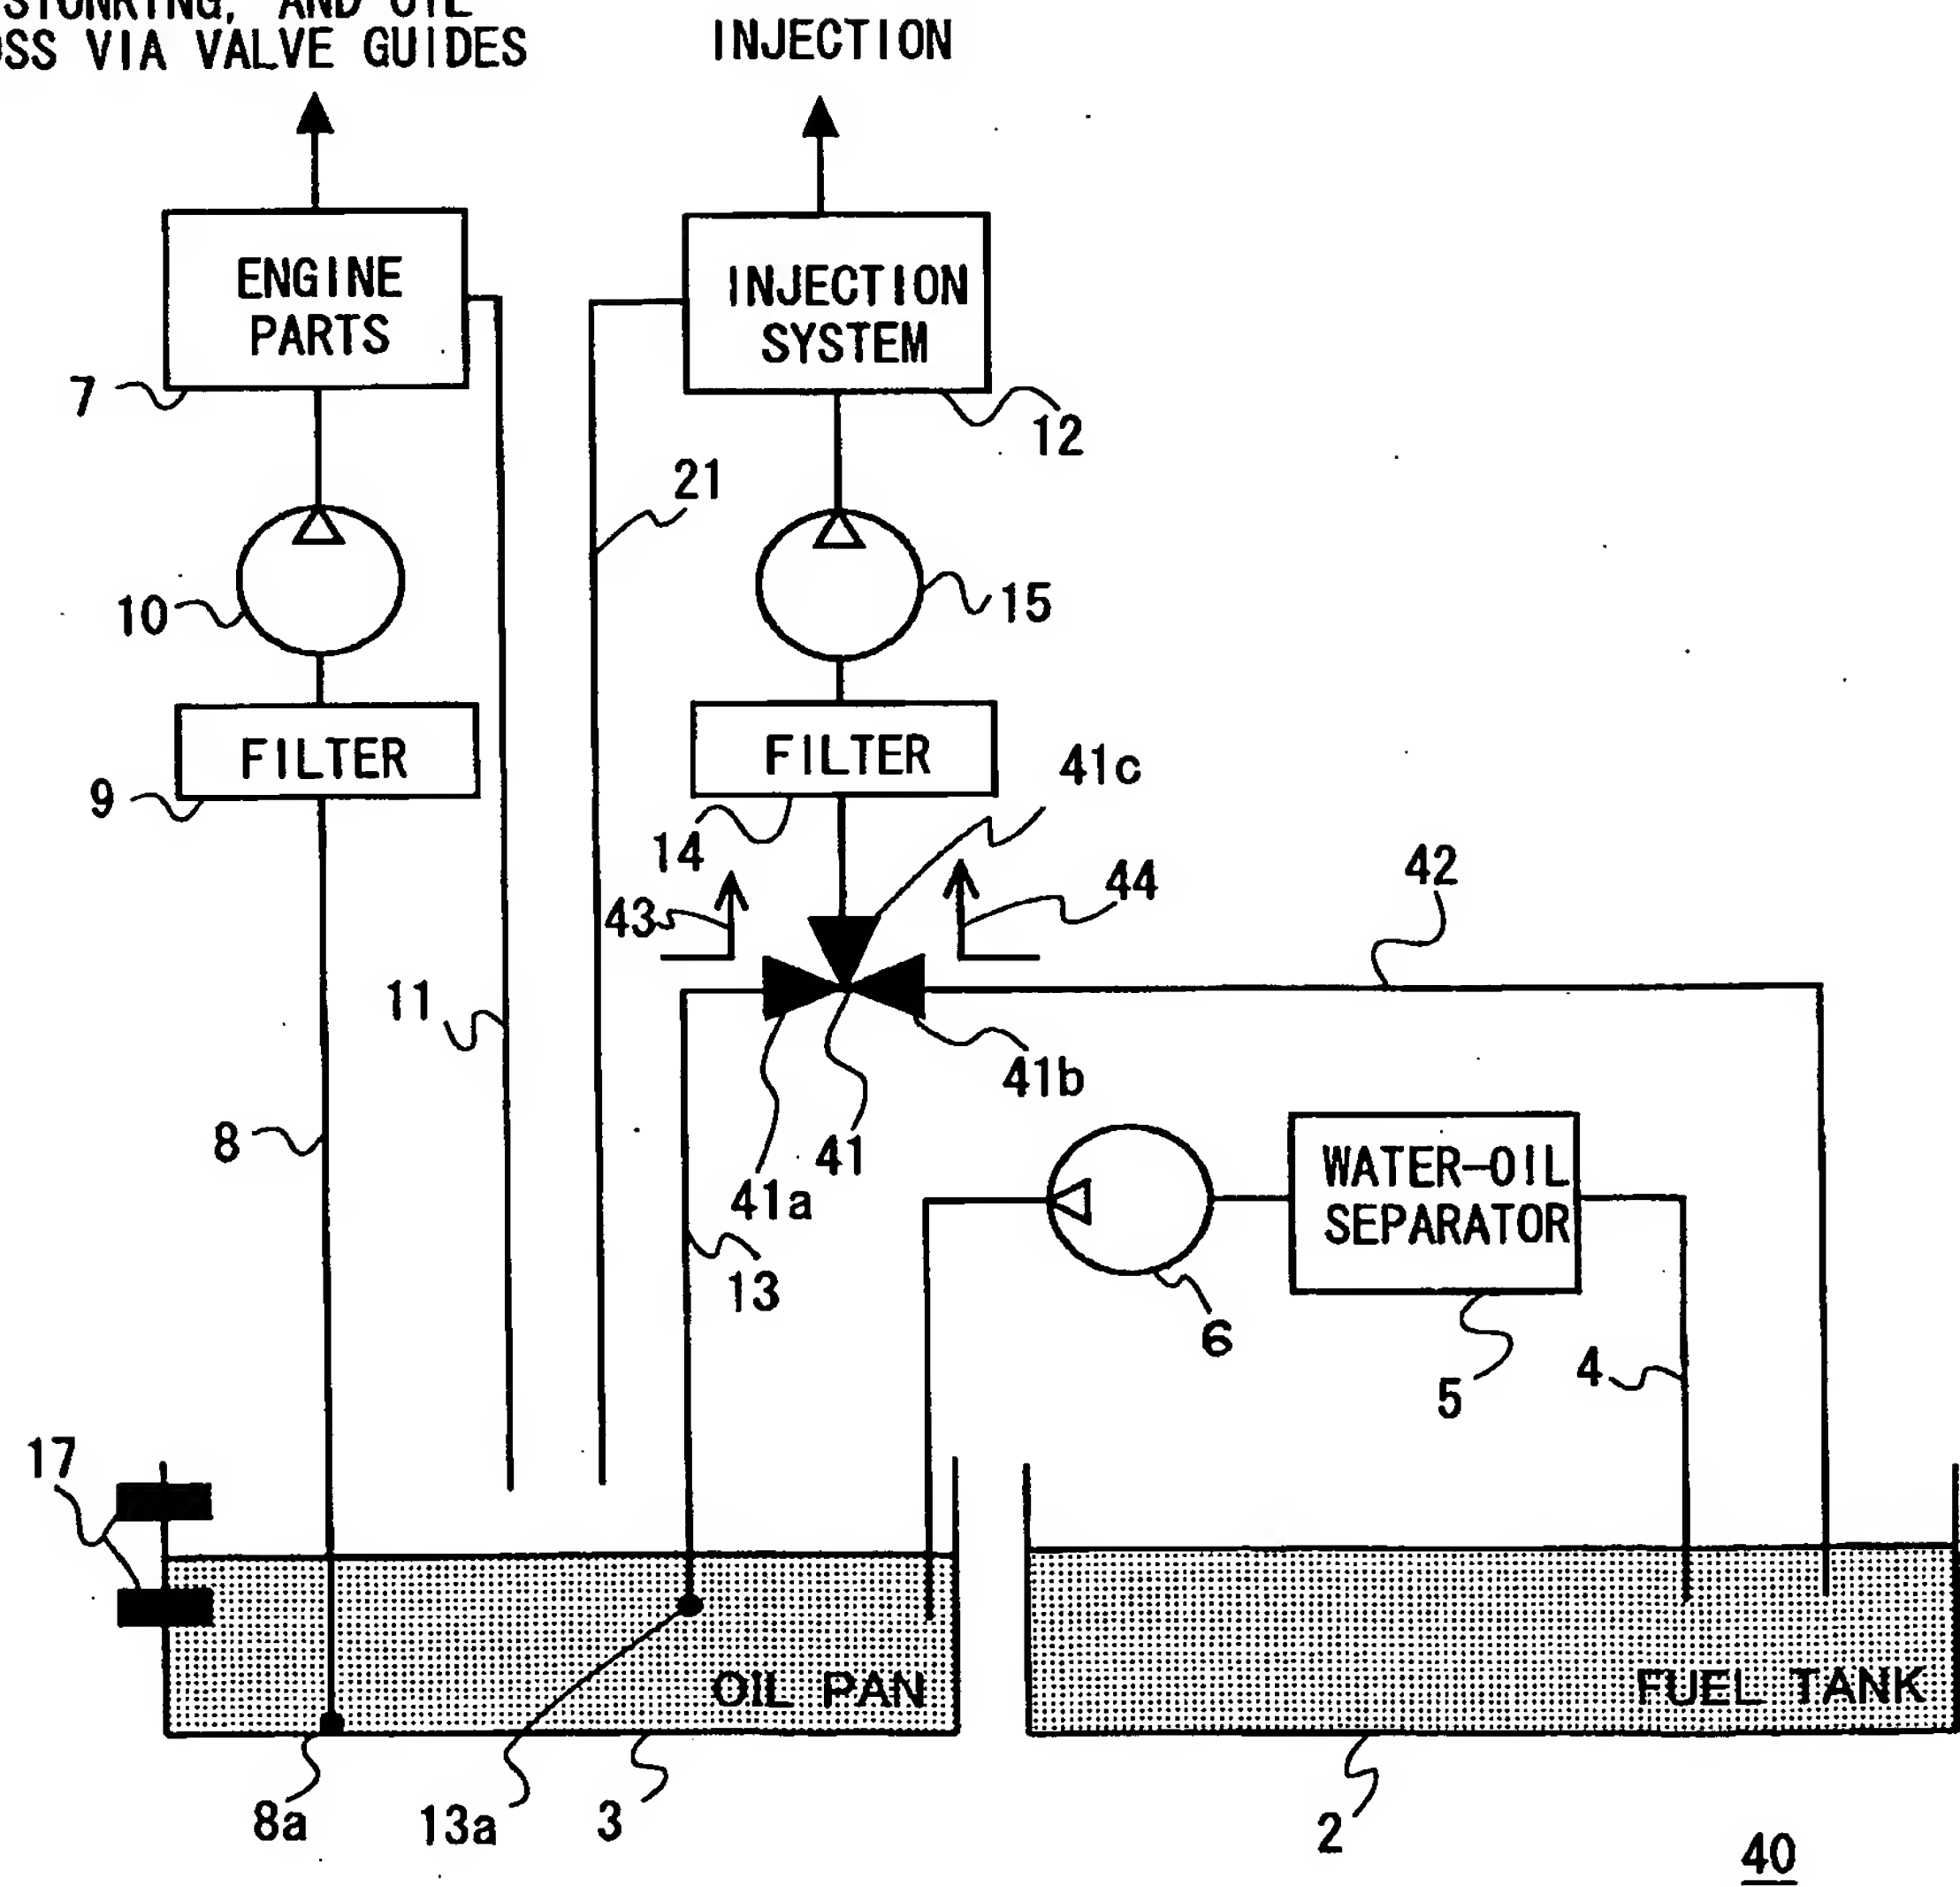 AND OIL
VIA VALVE GUIDES
INJECTION
ENGINE
PARTS
INJECTION
SYSTEM
7
12
21
10
15
FILTER
FILTER
9
41c
14
43
44
42
11
41b
8
41
41a
WATER-OIL
SEPARATOR
13
6
4
5
17
OIL PAN
FUEL TANK
8a
13a
3
2
40